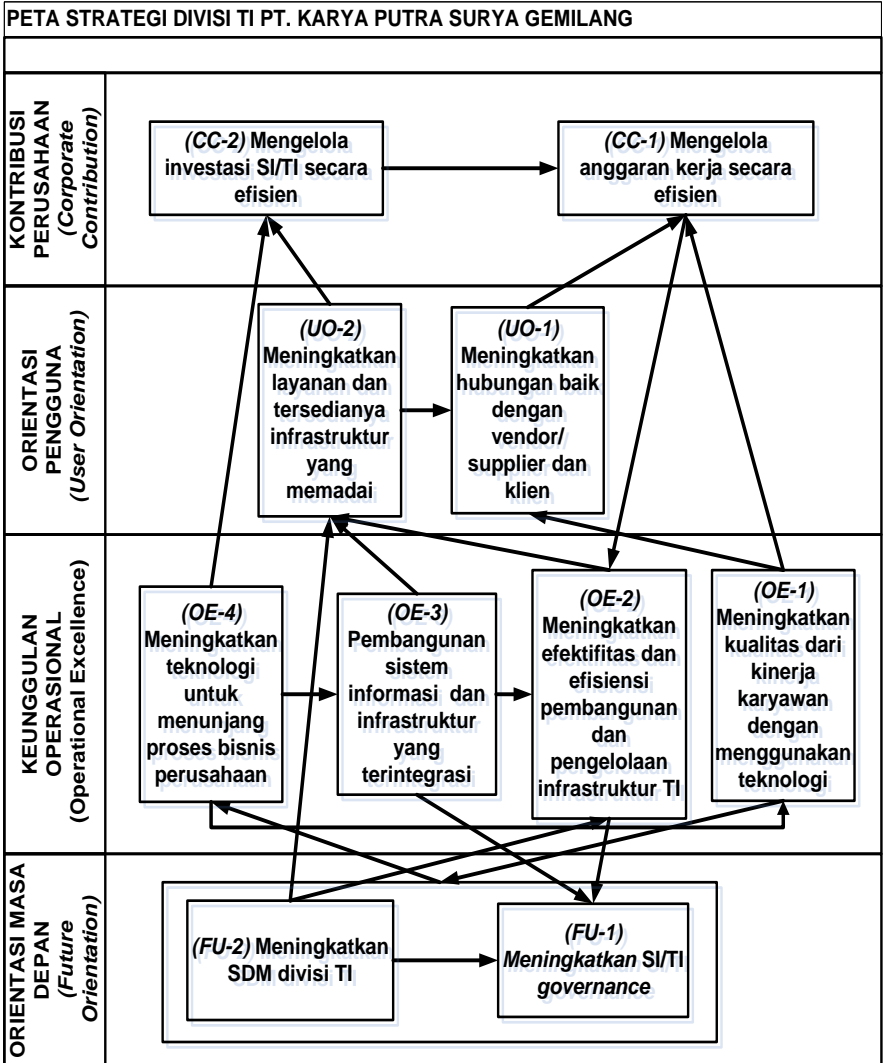 PETA STRATEGI DIVISI TI PT. KARYA PUTRA SURYA GEMILANG
KONTRIBUSI
PERUSAHAAN
(Corporate
Contribution)
(CC-2) Mengelola
investasi SI/TI secara
efisien
(CC-1) Mengelola
anggaran kerja secara
efisien
ORIENTASI
PENGGUNA
(User Orientation)
(UO-2)
Meningkatkan
layanan dan
tersedianya
infrastruktur
yang
memadai
(UO-1)
Meningkatkan
hubungan baik
dengan
vendor/
supplier dan
klien
KEUNGGULAN
OPERASIONAL
(Operational Excellence)
(OE-4)
Meningkatkan
teknologi
untuk
menunjang
proses bisnis
perusahaan
(OE-3)
Pembangunan
sistem
informasi dan
infrastruktur
yang
terintegrasi
(OE-2)
Meningkatkan
efektifitas dan
efisiensi
pembangunan
dan
pengelolaan
infrastruktur TI
(OE-1)
Meningkatkan
kualitas dari
kinerja
karyawan
dengan
menggunakan
teknologi
ORIENTASI MASA
DEPAN
(Future
Orientation)
(FU-2) Meningkatkan
SDM divisi TI
(FU-1)
Meningkatkan SI/TI
governance